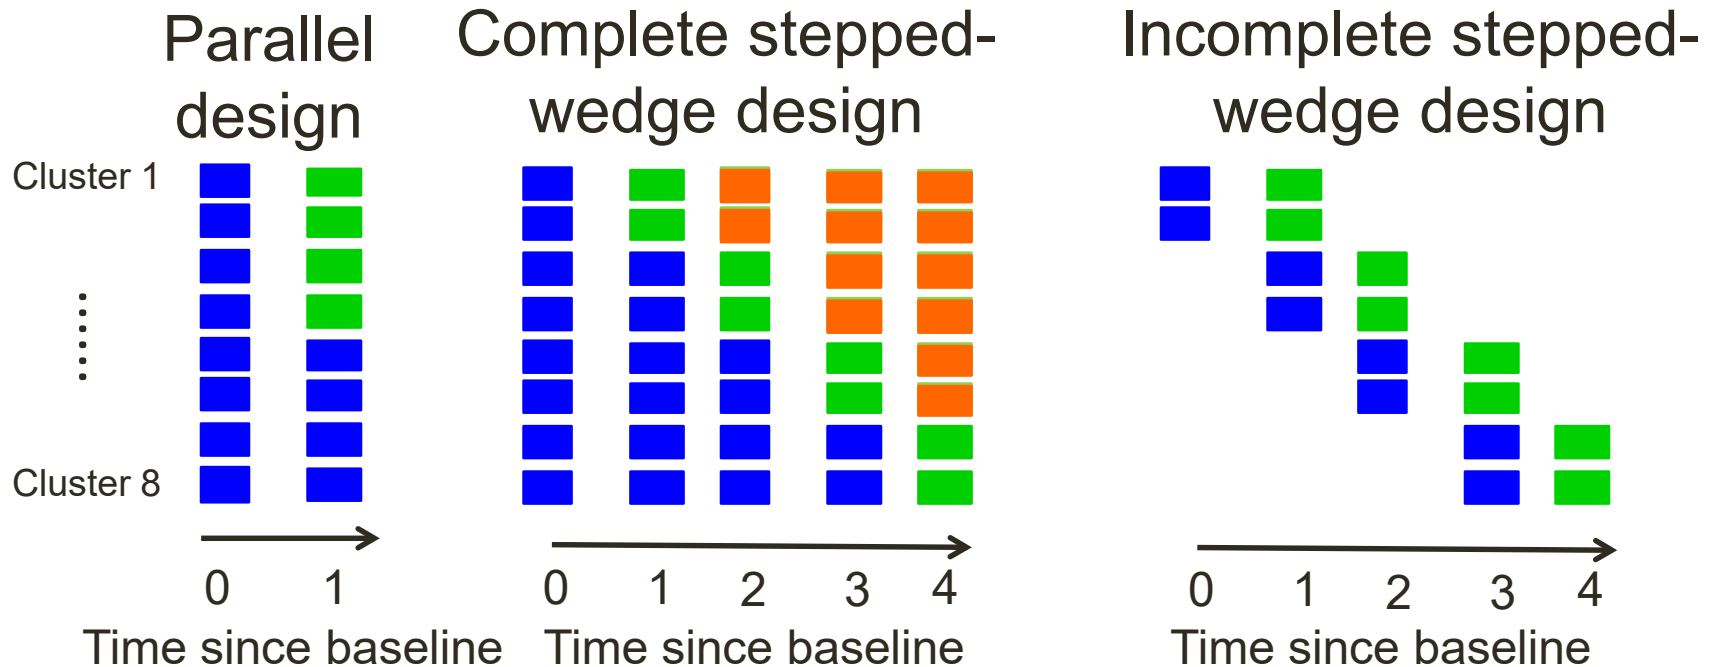 Parallel
design
Complete stepped-
wedge design
Incomplete stepped-
wedge design
Cluster 1
Cluster 8
0 1
Time since baseline
0 1 2 3 4
Time since baseline
0 1 2 3 4
Time since baseline